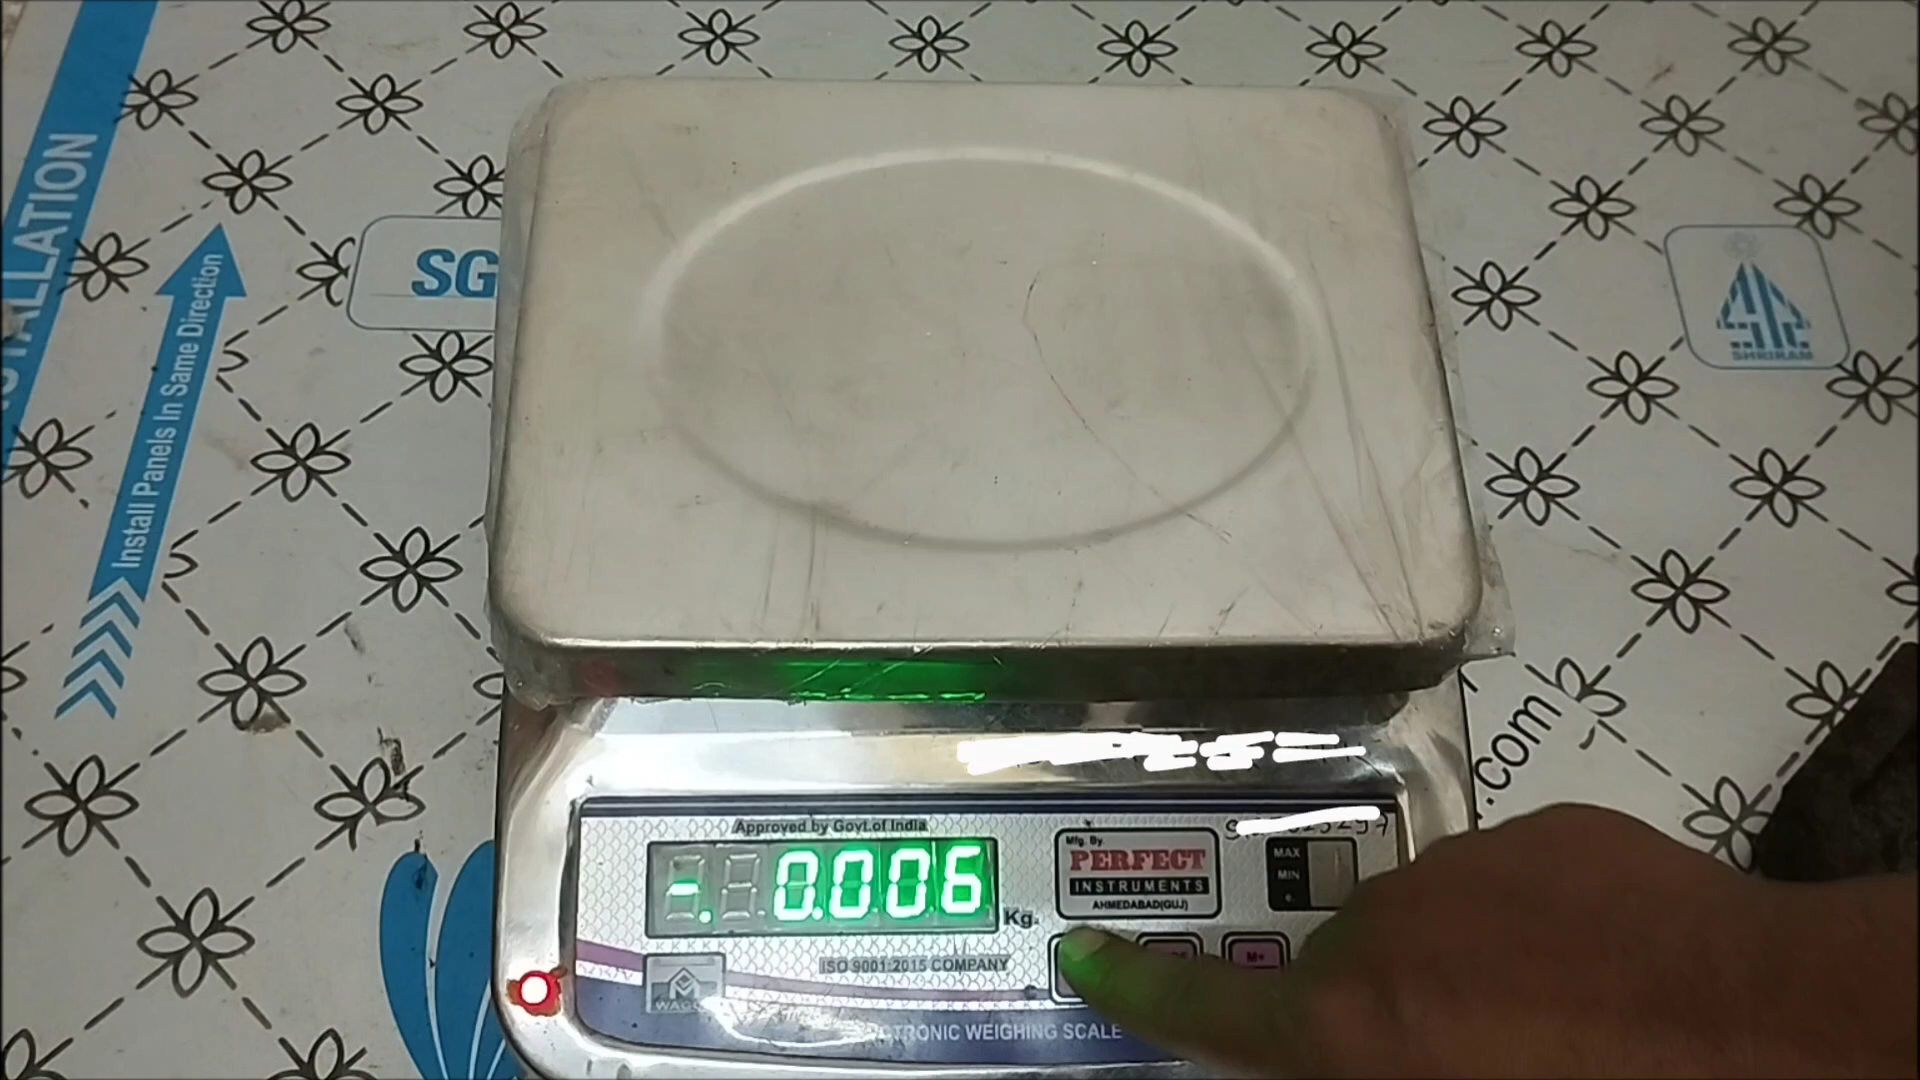 INSTALLATION
Install Panels In Same Direction
SG
SHRIRAM
.com
Approved by Govt.of India
-. 0.006
Kg.
Mfg. By.
PERFECT
INSTRUMENTS
AHMEDABAD(GUJ)
MAX
MIN
e.
M+
ISO 9001:2015 COMPANY
WEIGHING SCALE